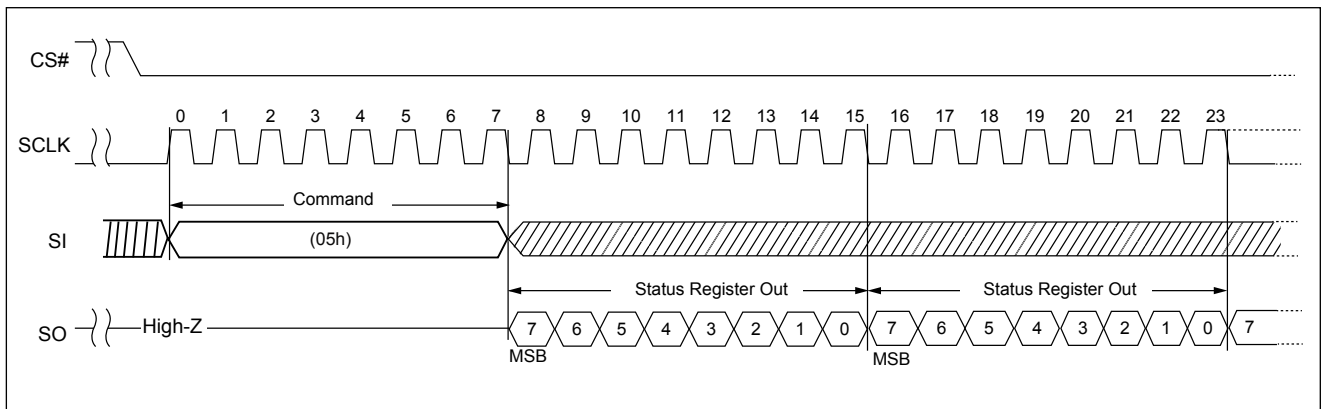 CS#
0 1 2 3 4 5 6 7 8 9 10 11 12 13 14 15 16 17 18 19 20 21 22 23
SCLK
Command
SI
(05h)
Status Register Out Status Register Out
SO
High-Z
7 6 5 4 3 2 1 0 7 6 5 4 3 2 1 0 7
MSB MSB